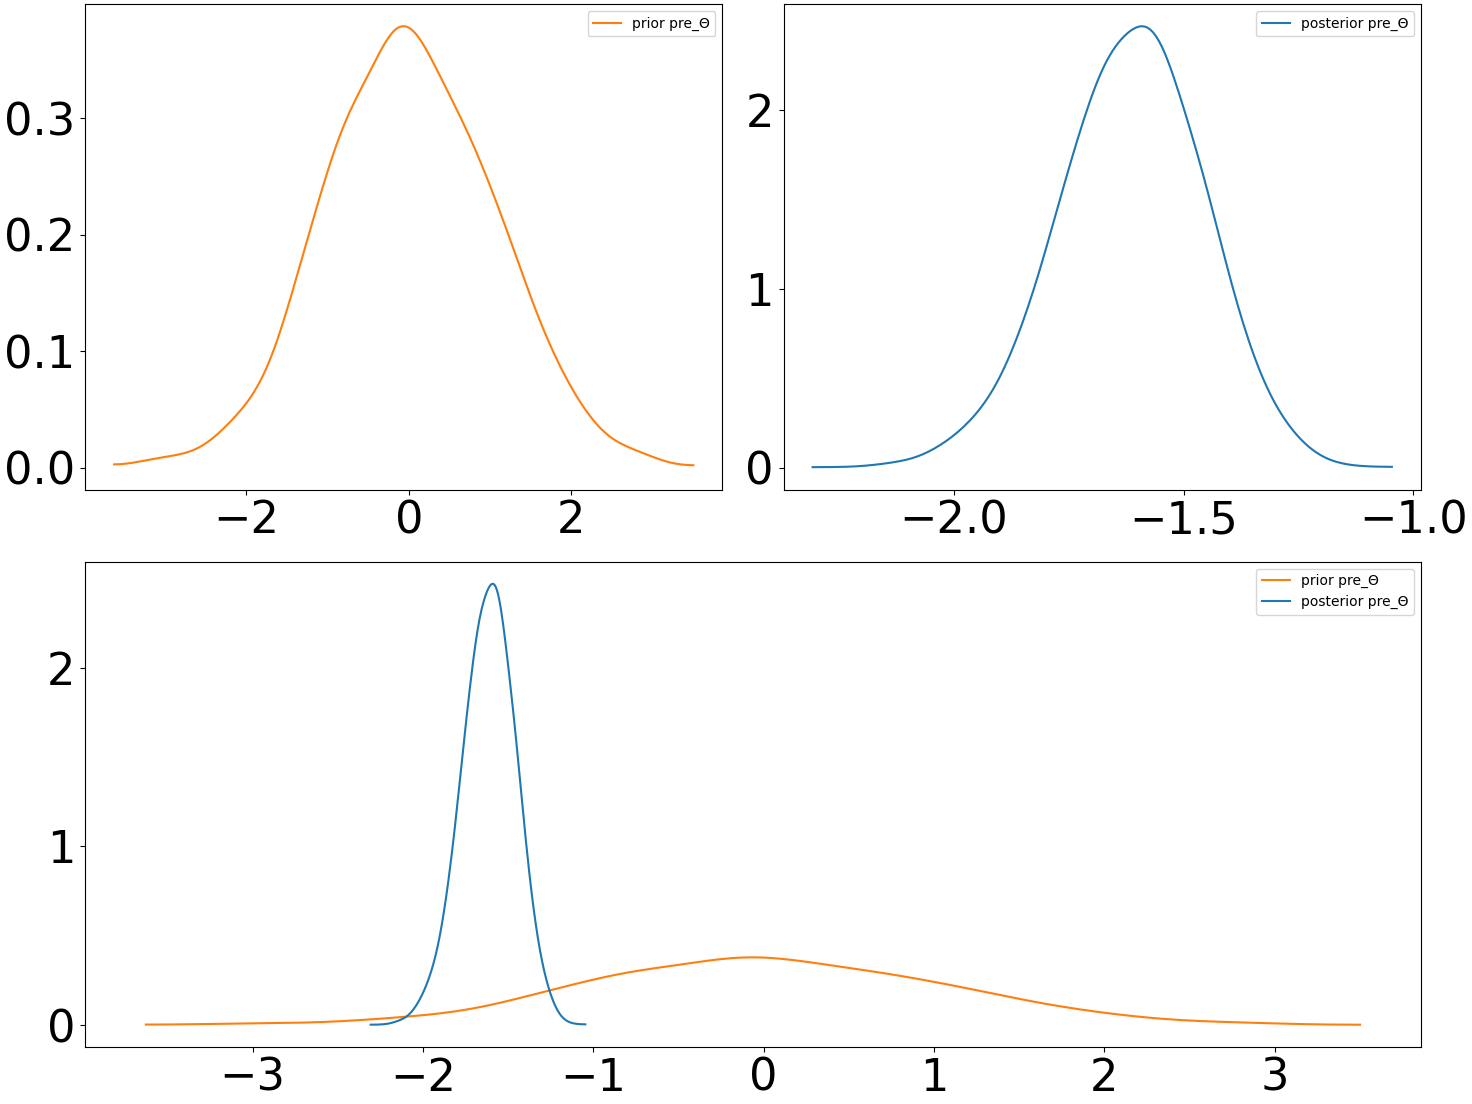 prior pre_Θ
0.3
0.2
0.1
0.0
−2 0 2
posterior pre_Θ
2
1
0
−2.0 −1.5 −1.0
prior pre_Θ
posterior pre_Θ
2
1
0
−3 −2 −1 0 1 2 3